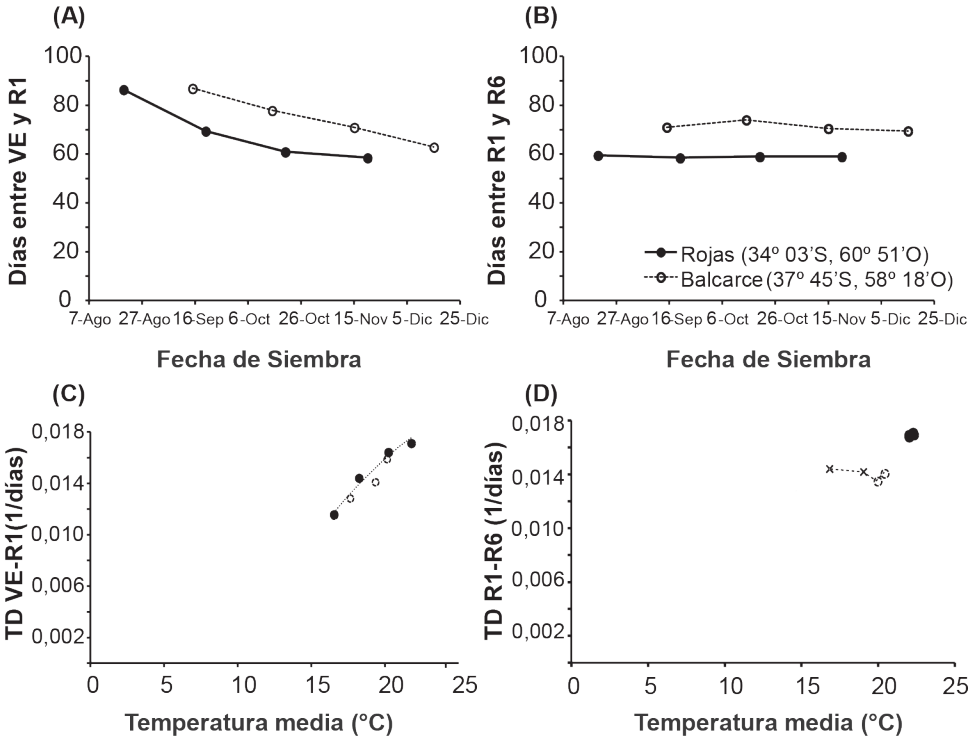 (A)
Días entre VE y R1
100
80
60
40
20
0
7-Ago 27-Ago 16-Sep 6-Oct 26-Oct 15-Nov 5-Dic 25-Dic
Fecha de Siembra
(B)
Días entre R1 y R6
100
80
60
40
20
0
Rojas (34º 03'S, 60º 51'O)
Balcarce (37º 45'S, 58º 18'O)
7-Ago 27-Ago 16-Sep 6-Oct 26-Oct 15-Nov 5-Dic 25-Dic
Fecha de Siembra
(C)
TD VE-R1(1/días)
0,018
0,014
0,010
0,006
0,002
0 5 10 15 20 25
Temperatura media (°C)
(D)
TD R1-R6 (1/días)
0,018
0,014
0,010
0,006
0,002
0 5 10 15 20 25
Temperatura media (°C)